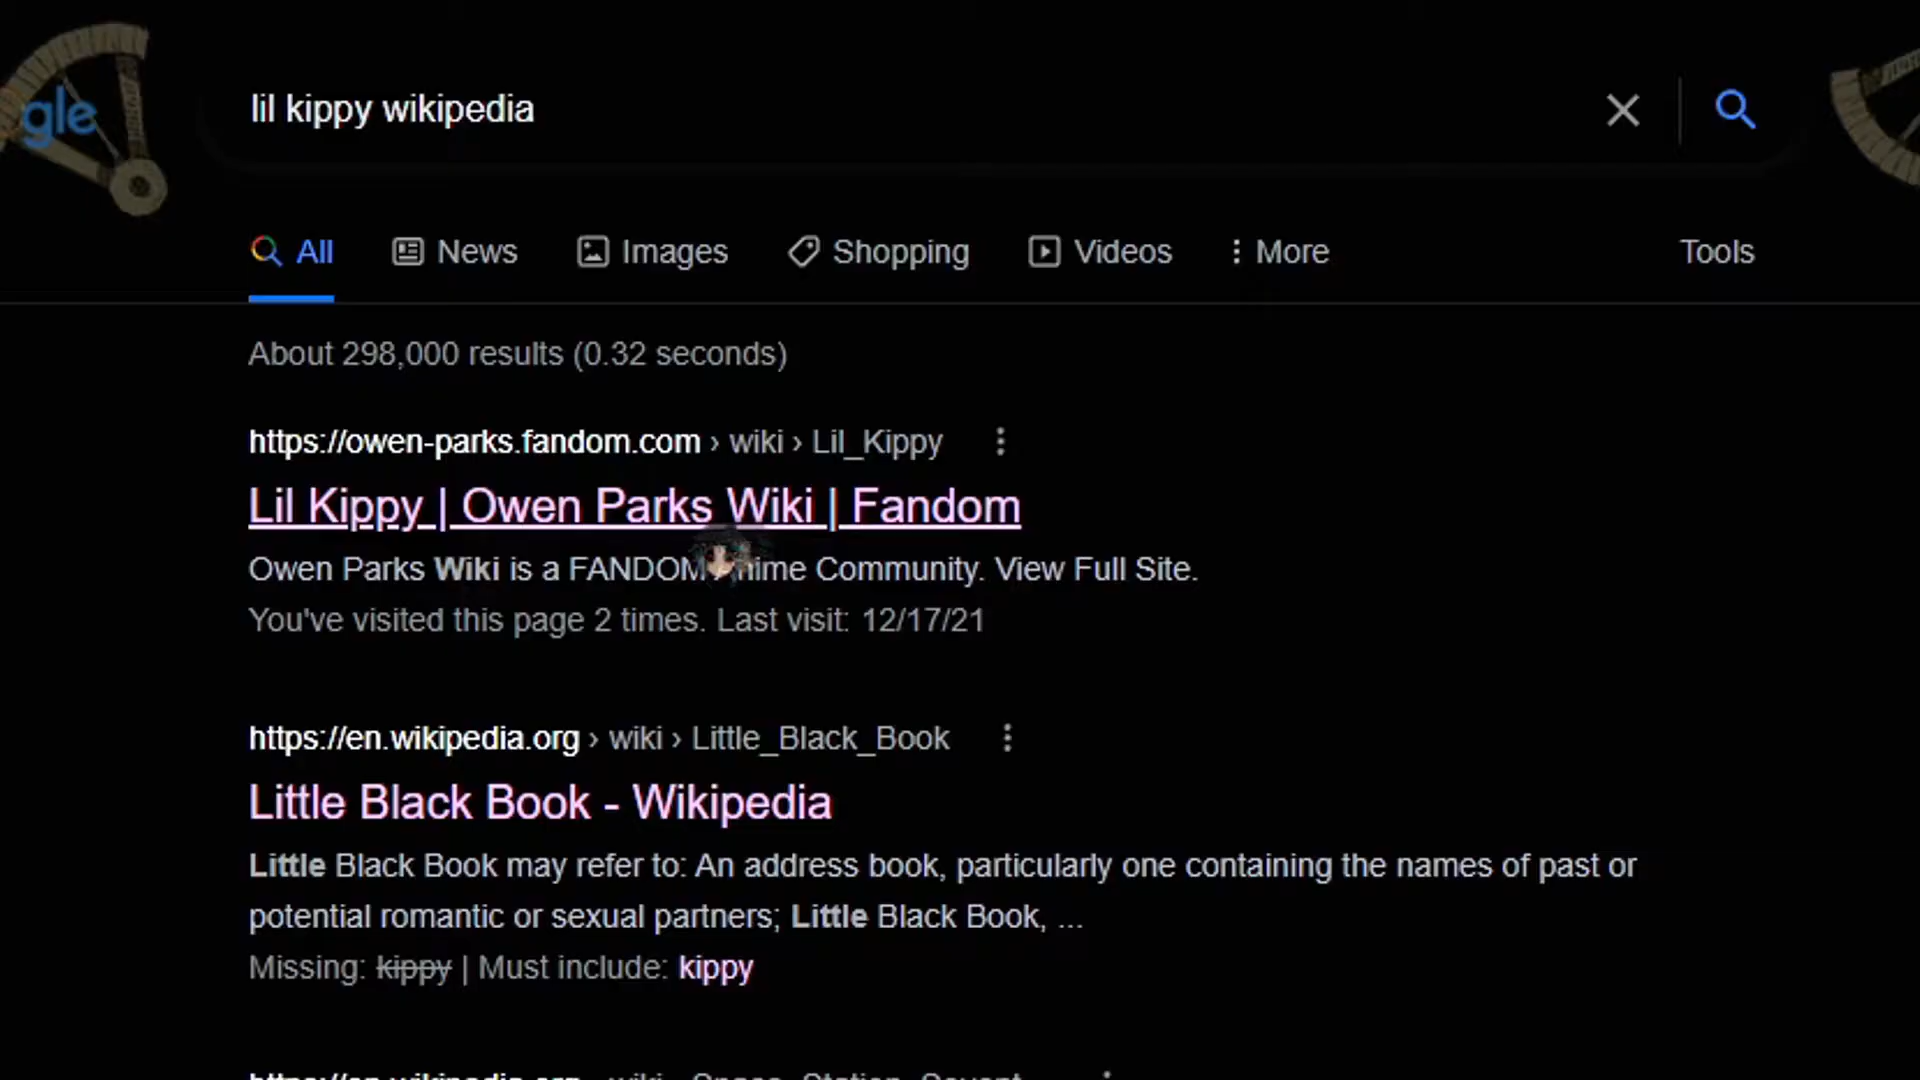 gle
lil kippy wikipedia
All News Images Shopping Videos More Tools
About 298,000 results (0.32 seconds)
https://owen-parks.fandom.com › wiki › Lil_Kippy
Lil Kippy | Owen Parks Wiki | Fandom
Owen Parks Wiki is a FANDOM Community. View Full Site.
You've visited this page 2 times. Last visit: 12/17/21
https://en.wikipedia.org › wiki › Little_Black_Book
Little Black Book - Wikipedia
Little Black Book may refer to: An address book, particularly one containing the names of past or
potential romantic or sexual partners; Little Black Book, ...
Missing: kippy | Must include: kippy